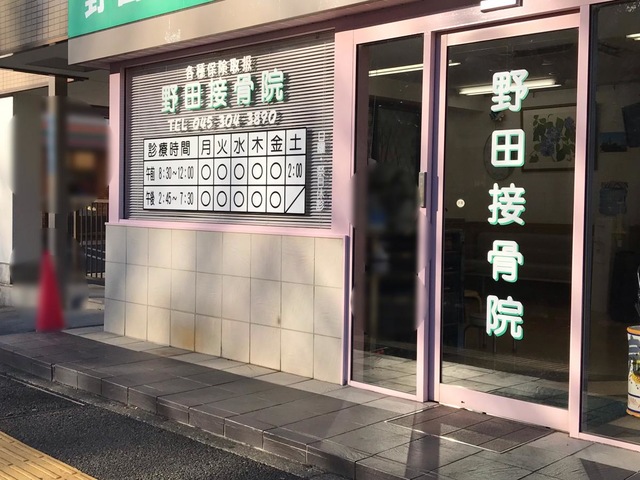 各種保険取扱
野田接骨院
TEL 045-304-3890
診療時間 月 火 水 木 金 土
午前 8:30~12:00 ○ ○ ○ ○ ○ 2:00
午後 2:45~7:30 ○ ○ ○ ○ ○ ／
野田接骨院